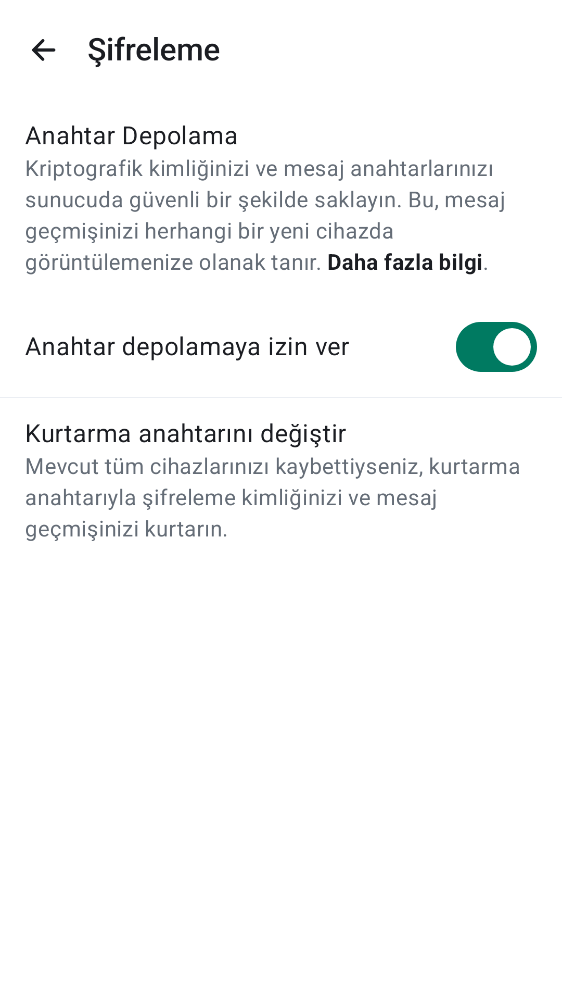 Şifreleme
Anahtar Depolama
Kriptografik kimliğinizi ve mesaj anahtarlarınızı
sunucuda güvenli bir şekilde saklayın. Bu, mesaj
geçmişinizi herhangi bir yeni cihazda
görüntülemenize olanak tanır. Daha fazla bilgi.
Anahtar depolamaya izin ver
Kurtarma anahtarını değiştir
Mevcut tüm cihazlarınızı kaybettiyseniz, kurtarma
anahtarıyla şifreleme kimliğinizi ve mesaj
geçmişinizi kurtarın.